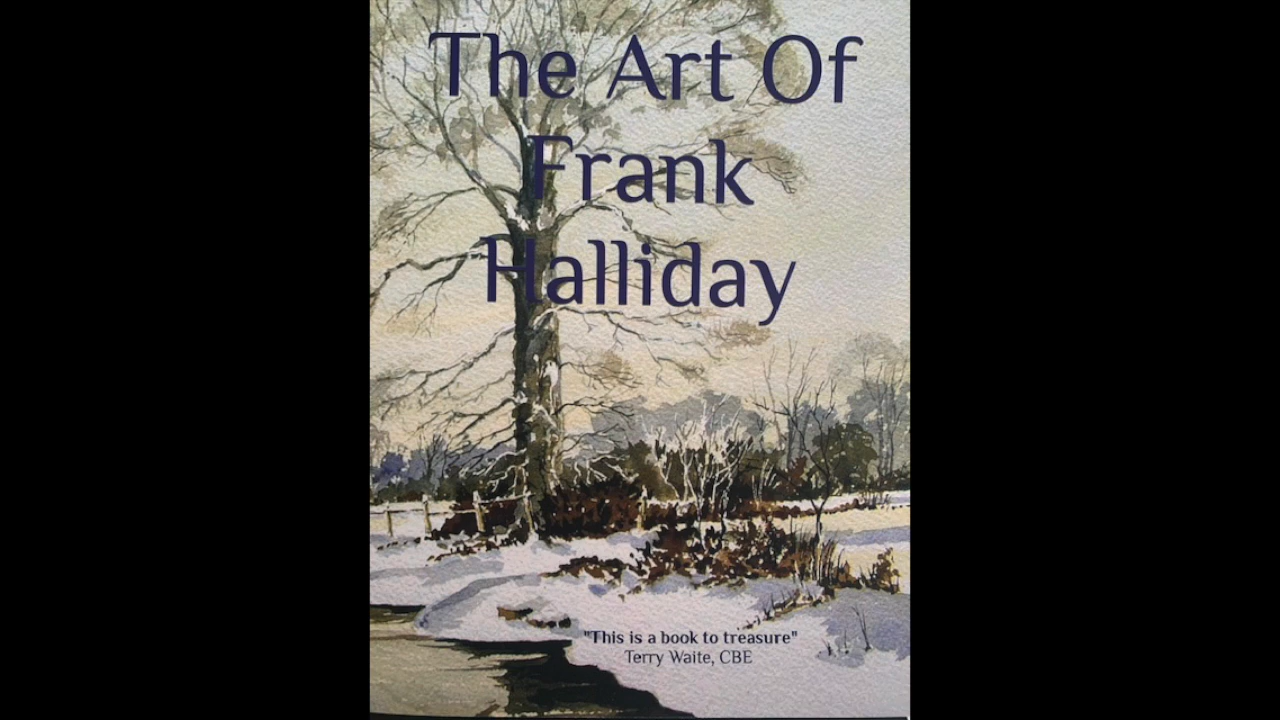 The Art Of
Frank
Halliday
"This is a book to treasure"
Terry Waite, CBE